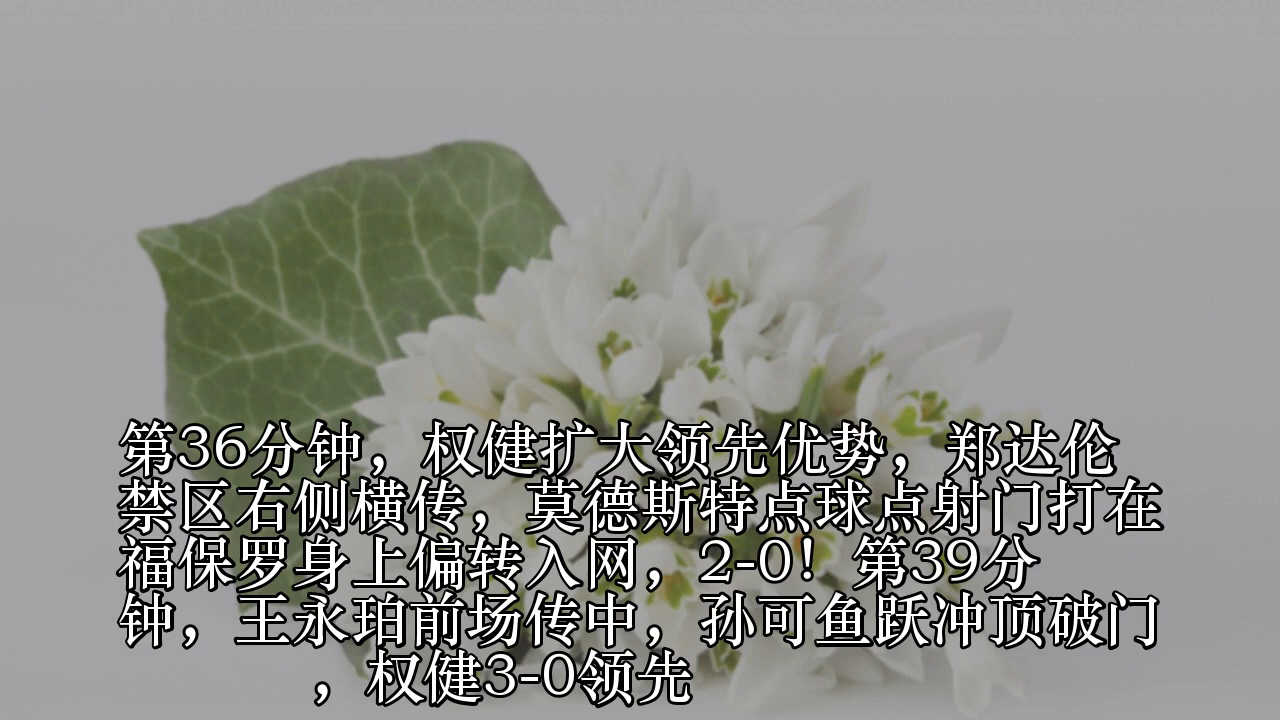 第36分钟，权健扩大领先优势，郑达伦
禁区右侧横传，莫德斯特点球点射门打在
福保罗身上偏转入网，2-0！第39分
钟，王永珀前场传中，孙可鱼跃冲顶破门
，权健3-0领先